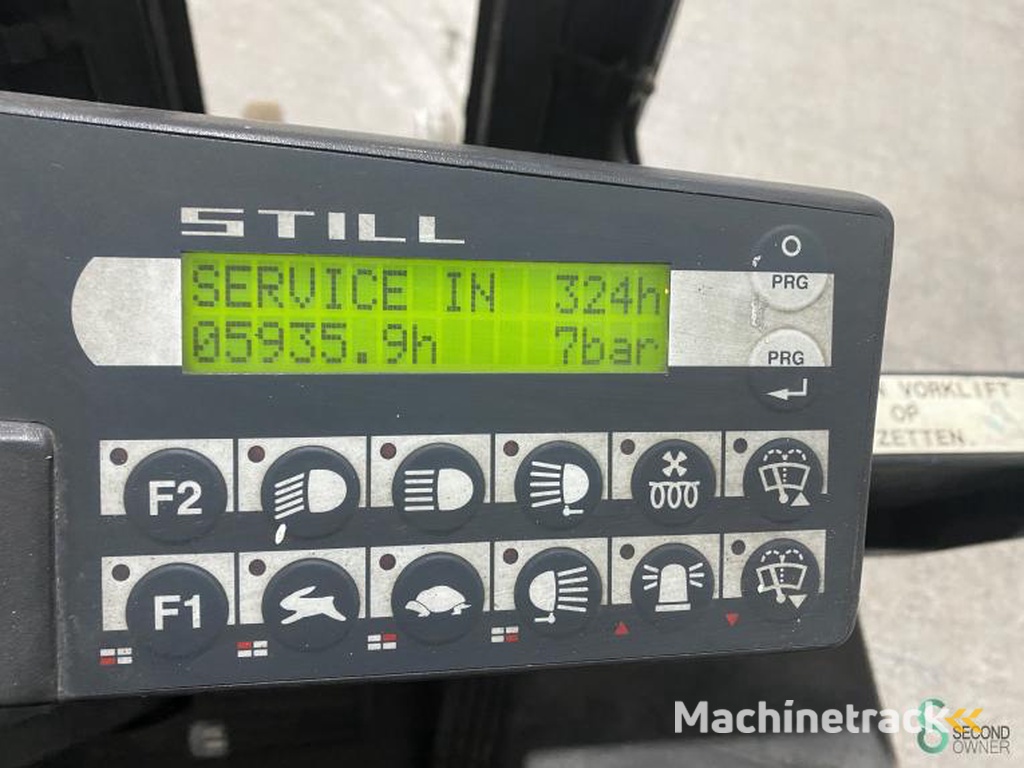 STILL
SERVICE IN 324h
05935.9h 7bar
PRG
PRG
VORKLIFT
OP
ZETTEN.
F2
F1
Machinetrack
SECOND
OWNER